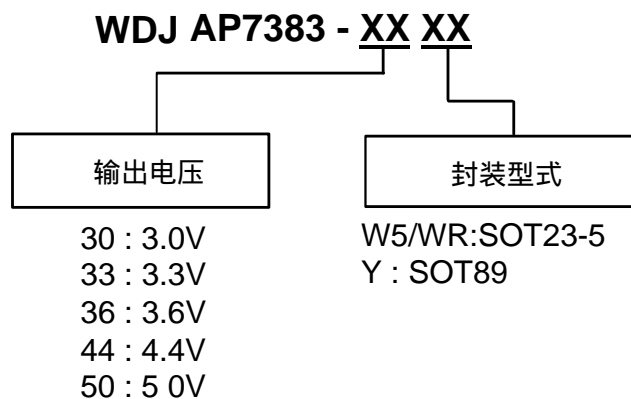 WDJ AP7383 - XX XX
输出电压
封装型式
30 : 3.0V
33 : 3.3V
36 : 3.6V
44 : 4.4V
50 : 5 0V
W5/WR:SOT23-5
Y : SOT89